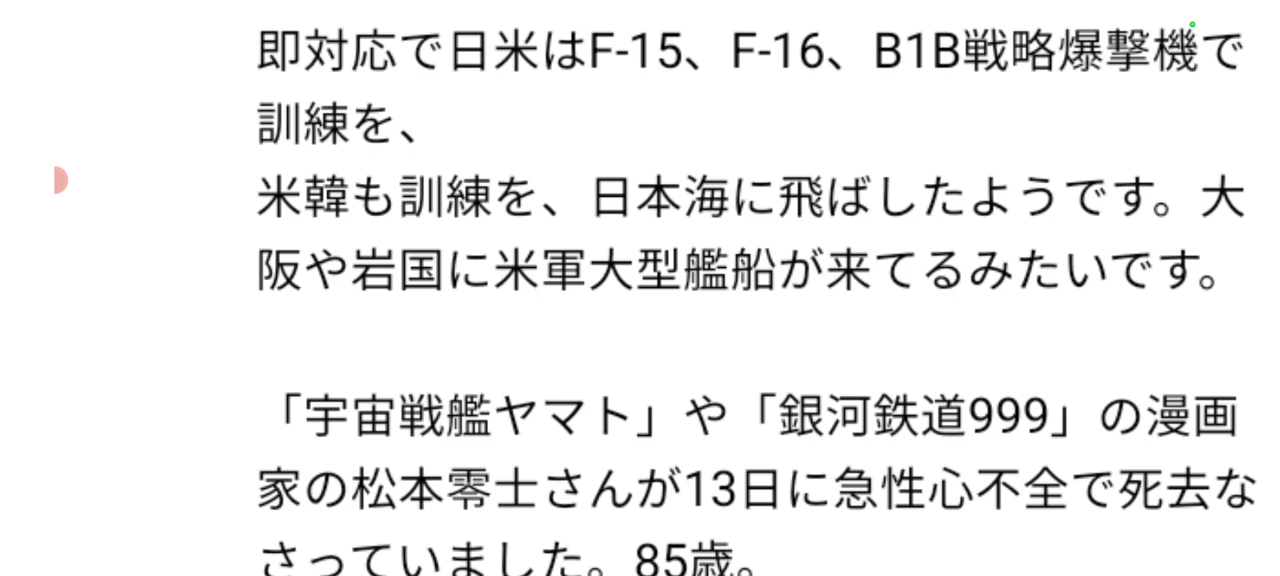 即対応で日米はF-15、F-16、B1B戦略爆撃機で
訓練を、
米韓も訓練を、日本海に飛ばしたようです。大
阪や岩国に米軍大型艦船が来てるみたいです。
「宇宙戦艦ヤマト」や「銀河鉄道999」の漫画
家の松本零士さんが13日に急性心不全で死去な
さっていました。85歳。